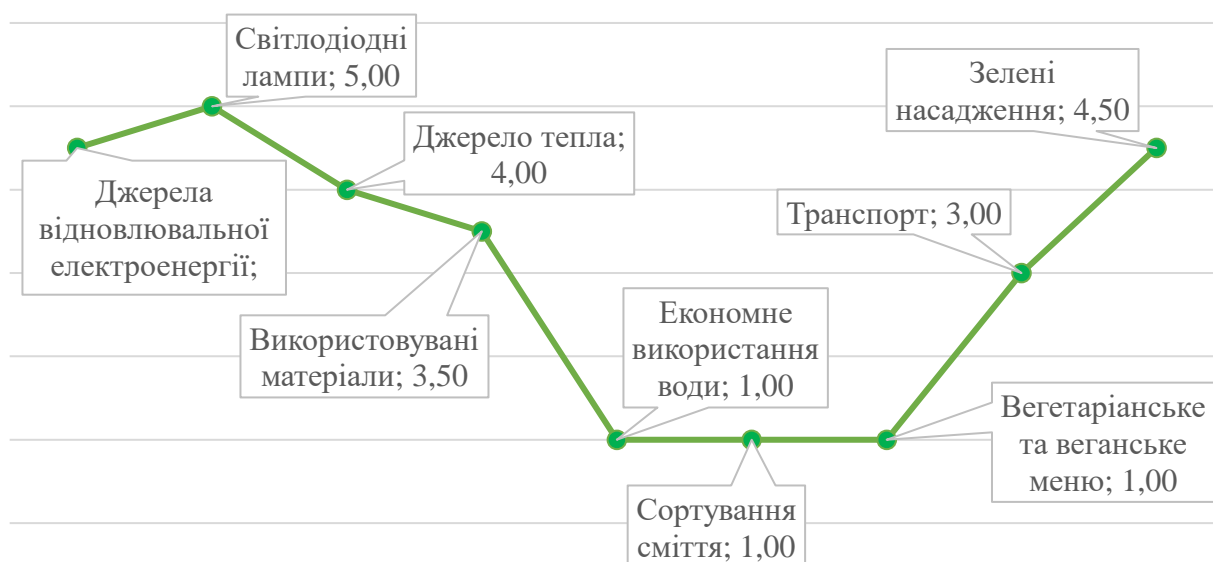 Світлодіодні
лампи; 5,00
Джерела
відновлювальної
електроенергії;
Джерело тепла;
4,00
Використовувані
матеріали; 3,50
Економне
використання
води; 1,00
Сортування
сміття; 1,00
Вегетаріанське
та веганське
меню; 1,00
Транспорт; 3,00
Зелені
насадження; 4,50